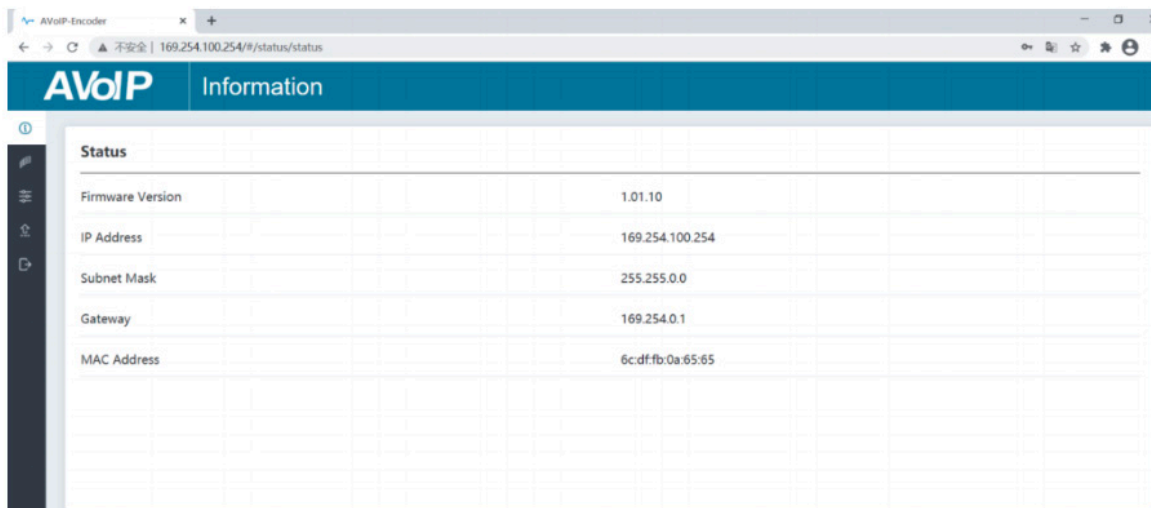 AVoIP-Encoder
不安全 | 169.254.100.254/#/status/status
AVoIP Information
Status
Firmware Version 1.01.10
IP Address 169.254.100.254
Subnet Mask 255.255.0.0
Gateway 169.254.0.1
MAC Address 6c:df:fb:0a:65:65